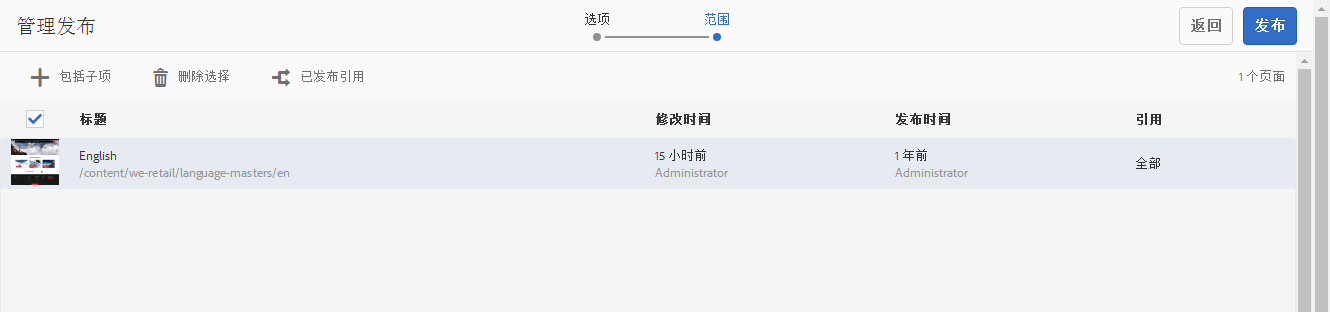 管理发布
选项 范围
返回 发布
包括子项 删除选择 已发布引用 1 个页面
标题 修改时间 发布时间 引用
English 15 小时前 1 年前 全部
/content/we-retail/language-masters/en Administrator Administrator